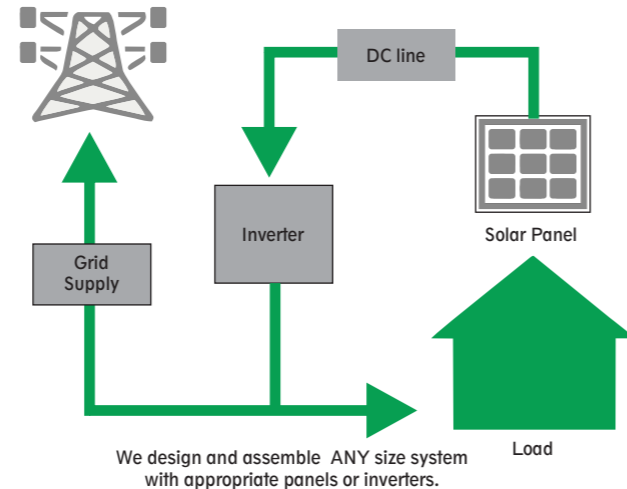 DC line
Inverter
Solar Panel
Grid
Supply
Load
We design and assemble ANY size system
with appropriate panels or inverters.